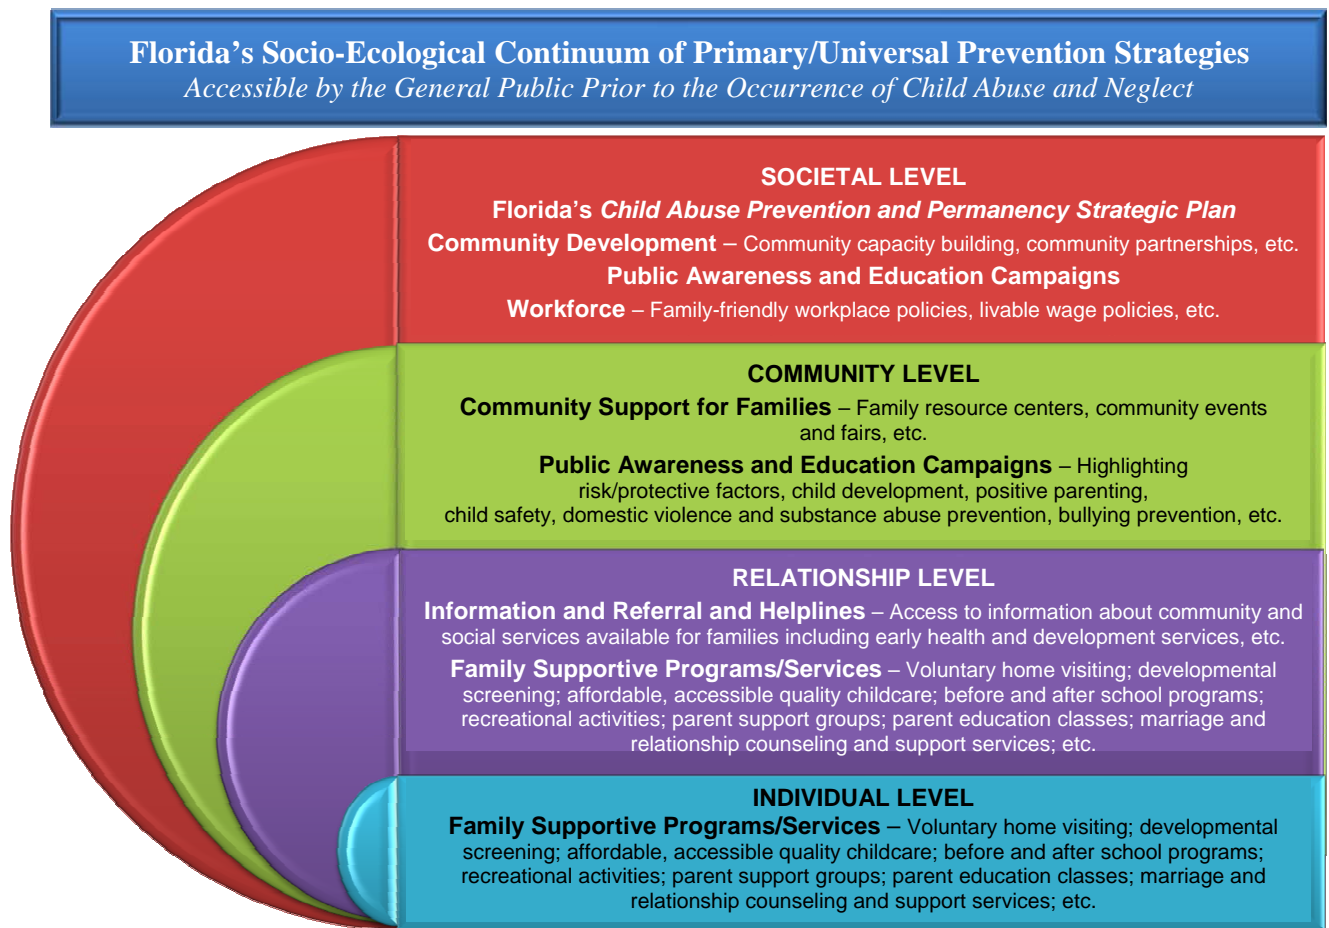 Florida’s Socio-Ecological Continuum of Primary/Universal Prevention Strategies
Accessible by the General Public Prior to the Occurrence of Child Abuse and Neglect
SOCIETAL LEVEL
Florida’s Child Abuse Prevention and Permanency Strategic Plan
Community Development – Community capacity building, community partnerships, etc.
Public Awareness and Education Campaigns
Workforce – Family-friendly workplace policies, livable wage policies, etc.
COMMUNITY LEVEL
Community Support for Families – Family resource centers, community events
and fairs, etc.
Public Awareness and Education Campaigns – Highlighting
risk/protective factors, child development, positive parenting,
child safety, domestic violence and substance abuse prevention, bullying prevention, etc.
RELATIONSHIP LEVEL
Information and Referral and Helplines – Access to information about community and
social services available for families including early health and development services, etc.
Family Supportive Programs/Services – Voluntary home visiting; developmental
screening; affordable, accessible quality childcare; before and after school programs;
recreational activities; parent support groups; parent education classes; marriage and
relationship counseling and support services; etc.
INDIVIDUAL LEVEL
Family Supportive Programs/Services – Voluntary home visiting; developmental
screening; affordable, accessible quality childcare; before and after school programs;
recreational activities; parent support groups; parent education classes; marriage and
relationship counseling and support services; etc.